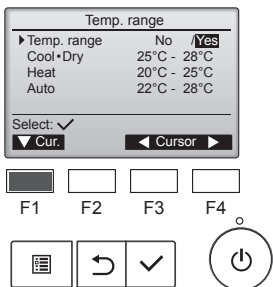 Temp. range
Temp. range No /Yes
Cool•Dry 25°C - 28°C
Heat 20°C - 25°C
Auto 22°C - 28°C
Select: ✓
▼ Cur. ◀ Cursor ▶
F1 F2 F3 F4